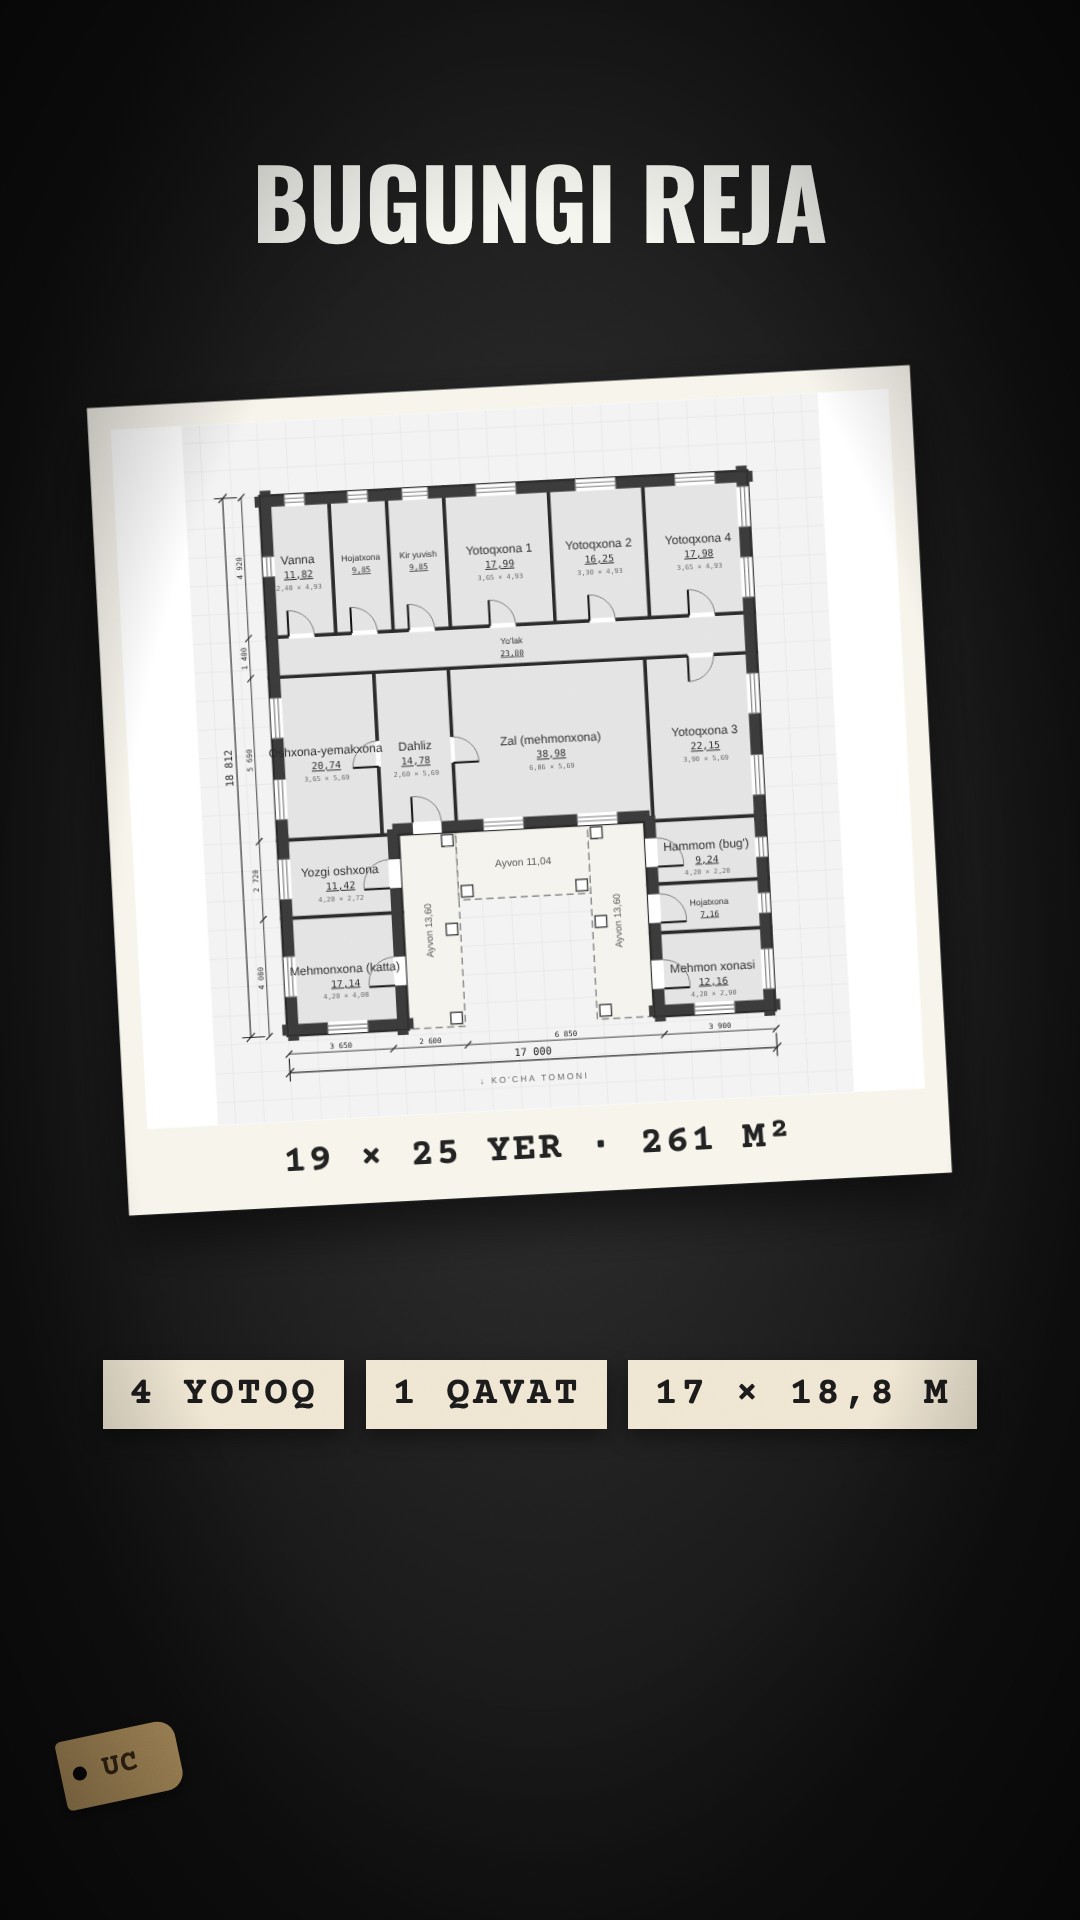 BUGUNGI REJA
Vanna
11,82
2,40 × 4,93
Hojatxona
9,85
Kir yuvish
9,85
Yotoqxona 1
17,99
3,65 × 4,93
Yotoqxona 2
16,25
3,30 × 4,93
Yotoqxona 4
17,98
3,65 × 4,93
Yo'lak
23,80
Oshxona-yemakxona
20,74
3,65 × 5,69
Dahliz
14,78
2,60 × 5,69
Zal (mehmonxona)
38,98
6,86 × 5,69
Yotoqxona 3
22,15
3,90 × 5,69
Yozgi oshxona
11,42
4,20 × 2,72
Ayvon 11,04
Hammom (bug')
9,24
4,20 × 2,20
Hojatxona
7,16
Ayvon 13,60
Ayvon 13,60
Mehmonxona (katta)
17,14
4,20 × 4,08
Mehmon xonasi
12,16
4,20 × 2,90
18 812
4 920
1 400
5 690
2 720
4 080
3 650
2 600
6 850
3 900
17 000
↓ KO'CHA TOMONI
19 × 25 YER · 261 M²
4 YOTOQ
1 QAVAT
17 × 18,8 M
UC